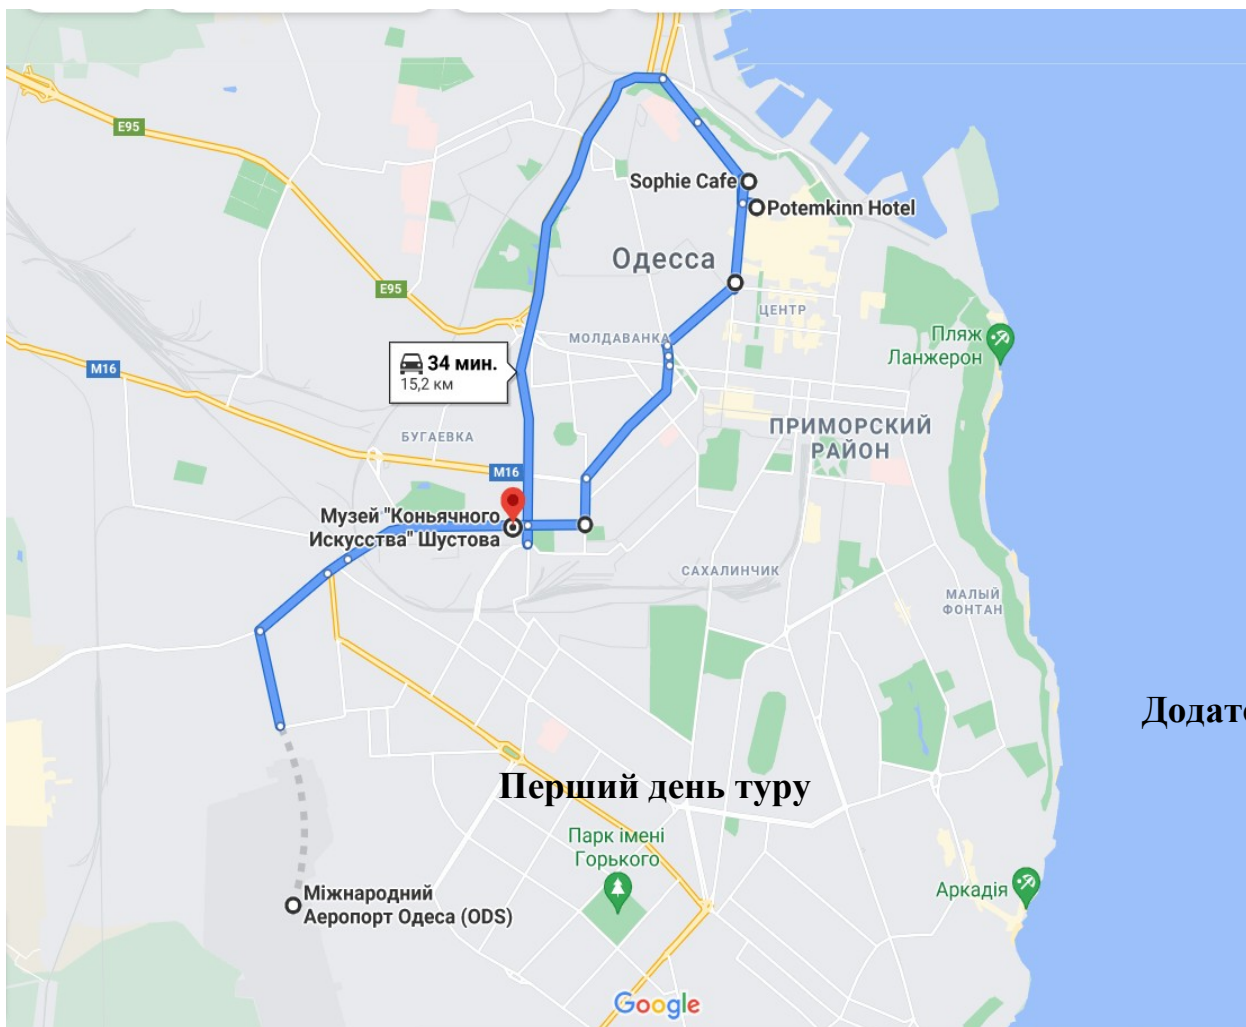 E95
Sophie Cafe
Potemkinn Hotel
Одесса
E95
ЦЕНТР
МОЛДАВАНКА
Пляж
Ланжерон
34 мин.
15,2 км
M16
ПРИМОРСКИЙ
РАЙОН
БУГАЕВКА
M16
Музей "Коньячного
Искусства" Шустова
САХАЛИНЧИК
МАЛЫЙ
ФОНТАН
Перший день туру
Парк імені
Горького
Аркадія
Міжнародний
Аеропорт Одеса (ODS)
Google